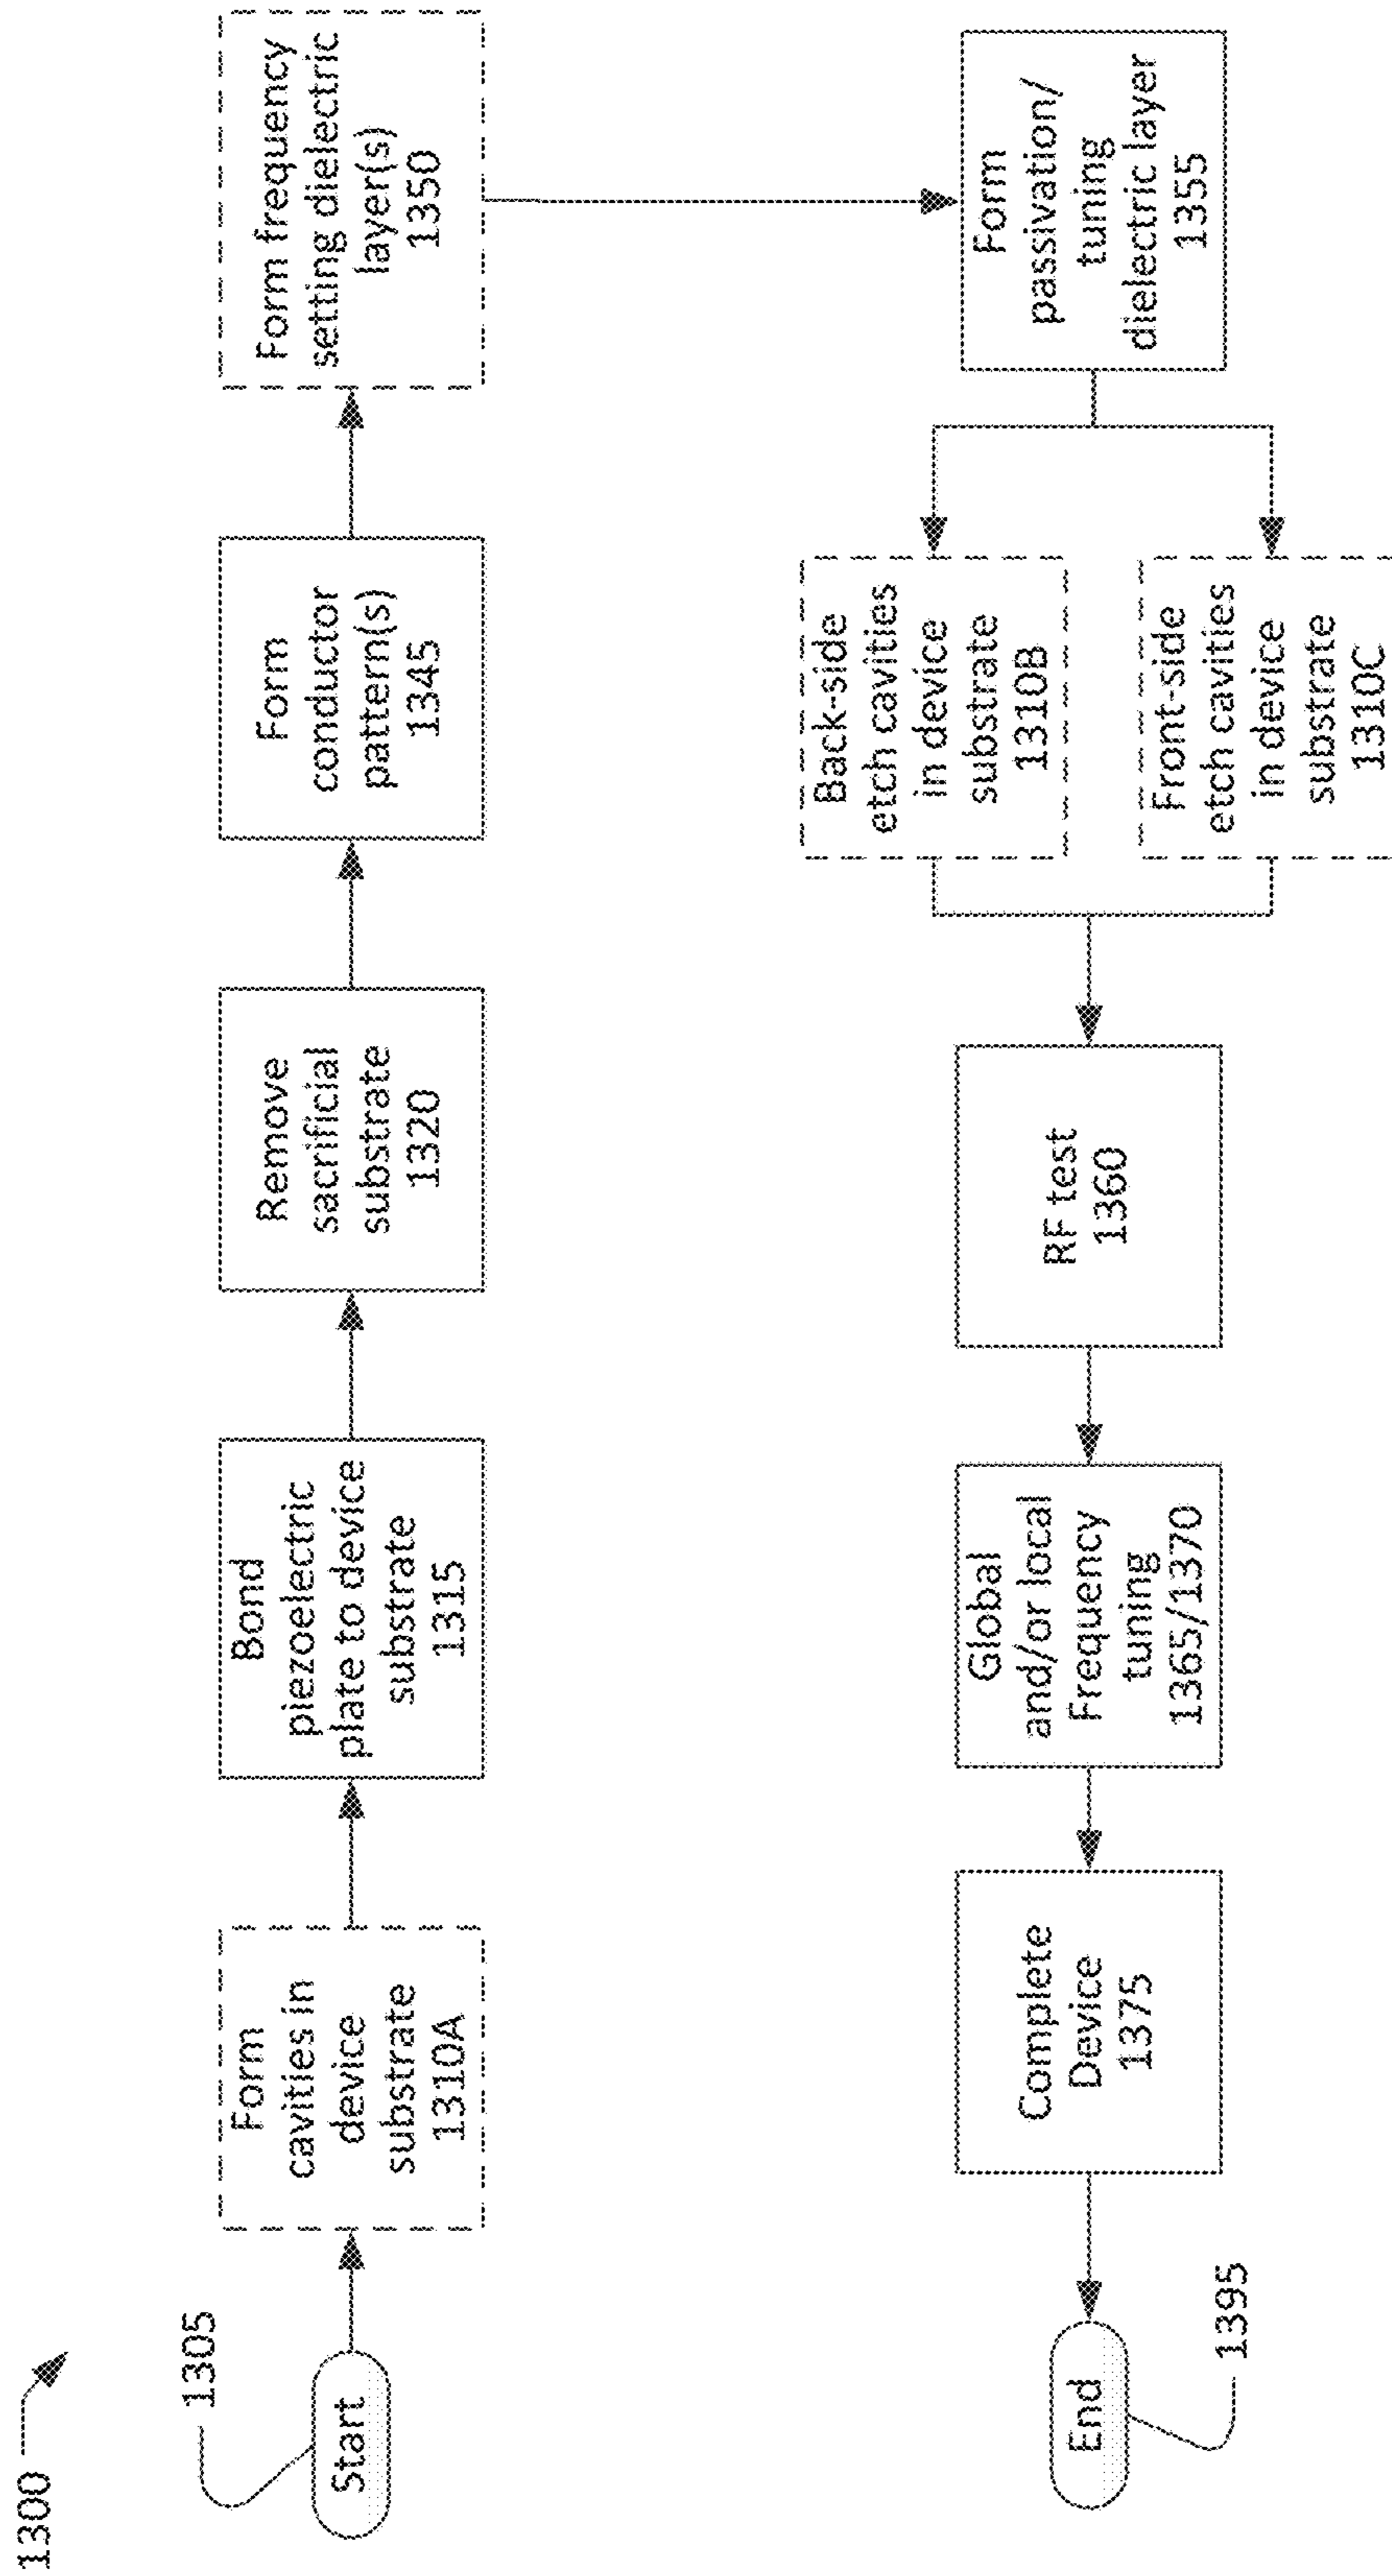 1300
1305
Start
Form
cavities in
device
substrate
1310A
Bond
piezoelectric
plate to device
substrate
1315
Remove
sacrificial
substrate
1320
Form
conductor
pattern(s)
1345
Form frequency
setting dielectric
layer(s)
1350
Form
passivation/
tuning
dielectric layer
1355
Back-side
etch cavities
in device
substrate
1310B
Front-side
etch cavities
in device
substrate
1310C
RF test
1360
Global
and/or local
Frequency
tuning
1365/1370
Complete
Device
1375
End
1395